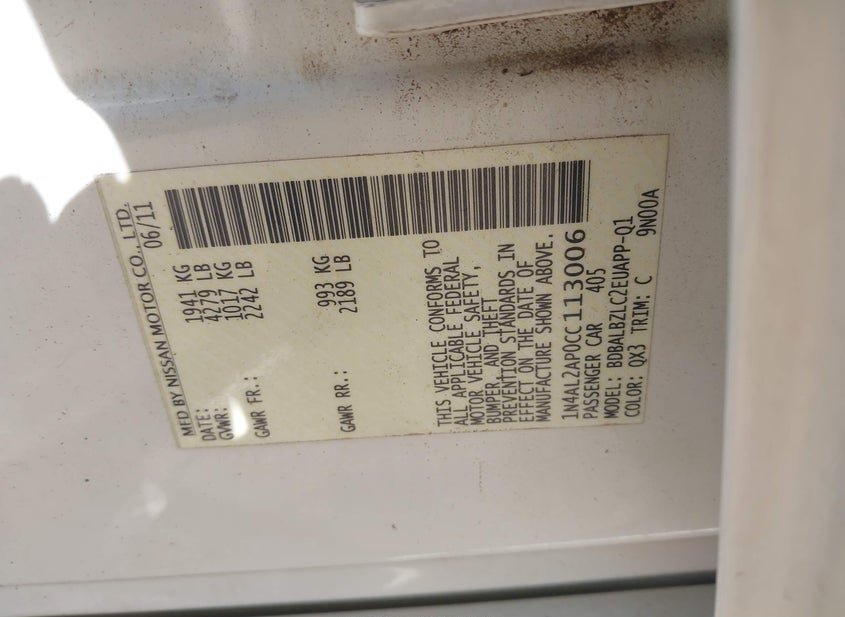 MFD BY NISSAN MOTOR CO., LTD.
DATE: 06/11
GVWR: 1941 KG
4279 LB
GAWR FR.: 1017 KG
2242 LB
GAWR RR.: 993 KG
2189 LB
THIS VEHICLE CONFORMS TO
ALL APPLICABLE FEDERAL
MOTOR VEHICLE SAFETY,
BUMPER, AND THEFT
PREVENTION STANDARDS IN
EFFECT ON THE DATE OF
MANUFACTURE SHOWN ABOVE.
1N4AL2AP0CC113006
PASSENGER CAR 405
MODEL: BDBALBZLC2EUAPP-Q1
COLOR: QX3 TRIM: C 9N00A